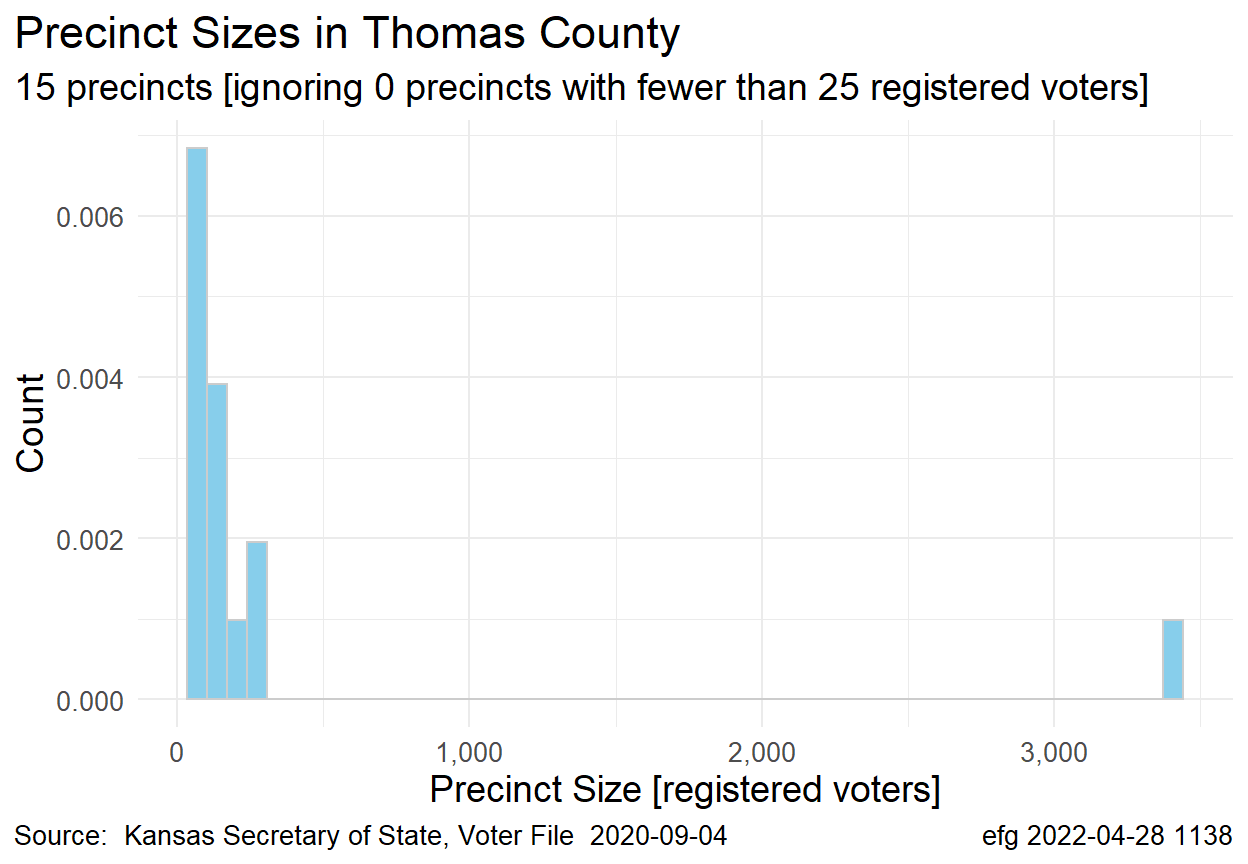 Precinct Sizes in Thomas County
15 precincts [ignoring 0 precincts with fewer than 25 registered voters]
Count
0.006
0.004
0.002
0.000
0 1,000 2,000 3,000
Precinct Size [registered voters]
Source:  Kansas Secretary of State, Voter File  2020-09-04 efg 2022-04-28 1138